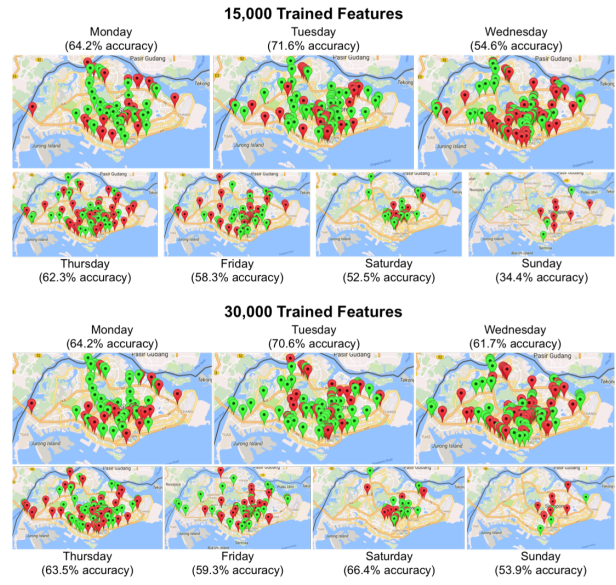 15,000 Trained Features
Monday
(64.2% accuracy)
Tuesday
(71.6% accuracy)
Wednesday
(54.6% accuracy)
Pasir Gudang
Pasir Gudang
Pasir Gudang
Tekong
Jurong Island
Jurong Island
Jurong Island
Thursday
(62.3% accuracy)
Friday
(58.3% accuracy)
Saturday
(52.5% accuracy)
Sunday
(34.4% accuracy)
30,000 Trained Features
Monday
(64.2% accuracy)
Tuesday
(70.6% accuracy)
Wednesday
(61.7% accuracy)
Pasir Gudang
Pasir Gudang
Pasir Gudang
Jurong Island
Jurong Island
Jurong Island
Thursday
(63.5% accuracy)
Friday
(59.3% accuracy)
Saturday
(66.4% accuracy)
Sunday
(53.9% accuracy)